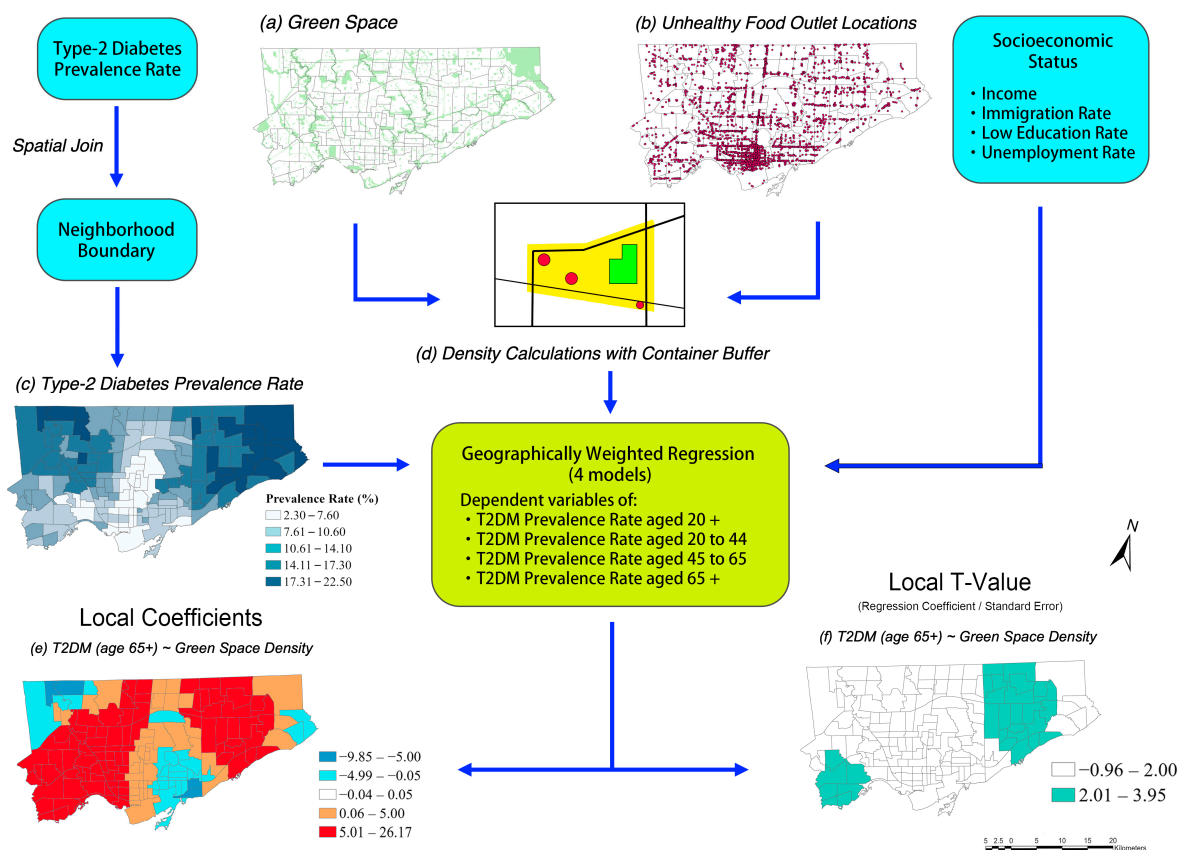 Type-2 Diabetes
Prevalence Rate
(a) Green Space
(b) Unhealthy Food Outlet Locations
Socioeconomic
Status
・Income
・Immigration Rate
・Low Education Rate
・Unemployment Rate
Spatial Join
Neighborhood
Boundary
(d) Density Calculations with Container Buffer
(c) Type-2 Diabetes Prevalence Rate
Prevalence Rate (%)
2.30 – 7.60
7.61 – 10.60
10.61 – 14.10
14.11 – 17.30
17.31 – 22.50
Geographically Weighted Regression
(4 models)
Dependent variables of:
・T2DM Prevalence Rate aged 20 +
・T2DM Prevalence Rate aged 20 to 44
・T2DM Prevalence Rate aged 45 to 65
・T2DM Prevalence Rate aged 65 +
N
Local Coefficients
(e) T2DM (age 65+) ~ Green Space Density
−9.85 – −5.00
−4.99 – −0.05
−0.04 – 0.05
0.06 – 5.00
5.01 – 26.17
Local T-Value
(Regression Coefficient / Standard Error)
(f) T2DM (age 65+) ~ Green Space Density
−0.96 – 2.00
2.01 – 3.95
5 2.5 0 5 10 15 20
Kilometers